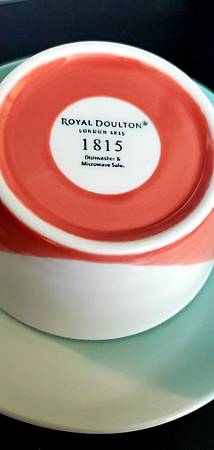 ROYAL DOULTON®
LONDON 1815
1815
Dishwasher &
Microwave Safe.